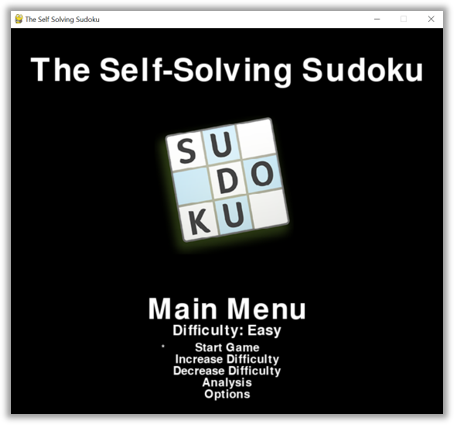 The Self Solving Sudoku
The Self-Solving Sudoku
S U
D O
K U
Main Menu
Difficulty: Easy
Start Game
Increase Difficulty
Decrease Difficulty
Analysis
Options